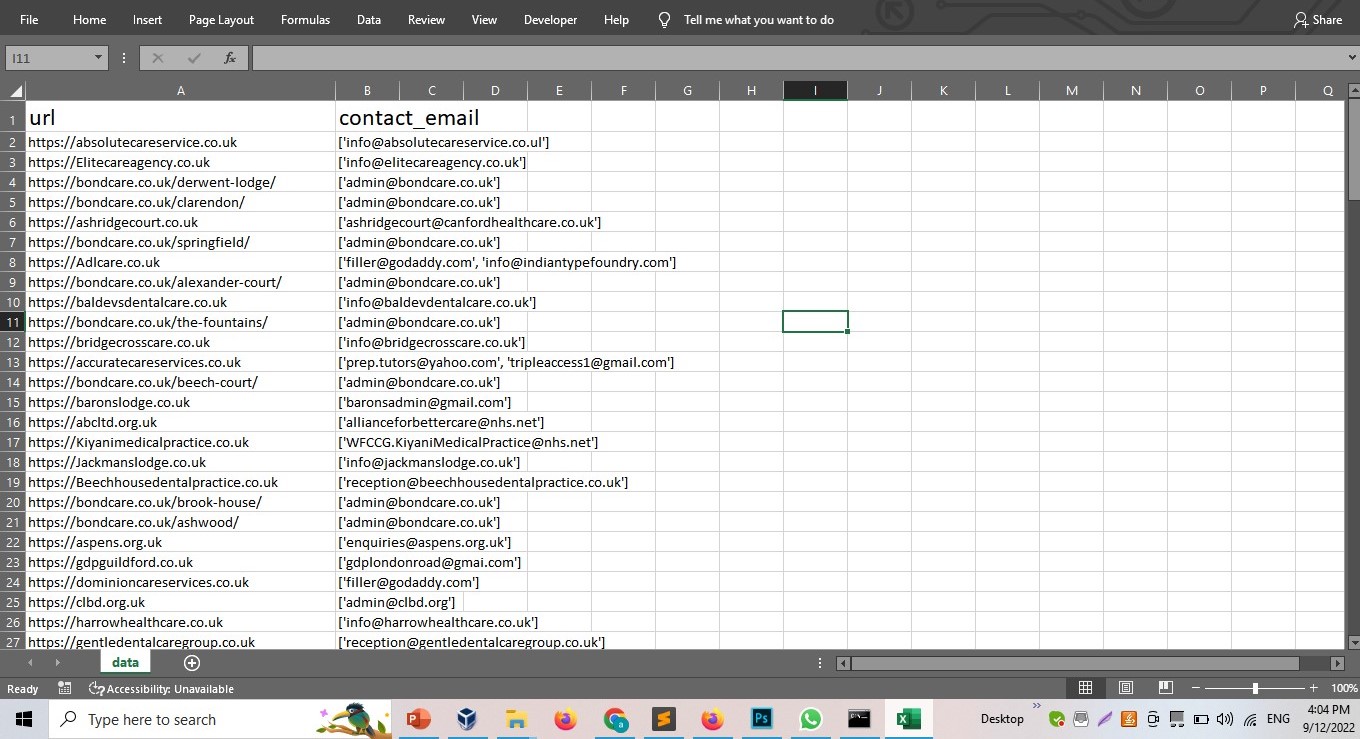 File Home Insert Page Layout Formulas Data Review View Developer Help Tell me what you want to do Share
I11 fx
A B C D E F G H I J K L M N O P Q
1 url contact_email
2 https://absolutecareservice.co.uk ['info@absolutecareservice.co.ul']
3 https://Elitecareagency.co.uk ['info@elitecareagency.co.uk']
4 https://bondcare.co.uk/derwent-lodge/ ['admin@bondcare.co.uk']
5 https://bondcare.co.uk/clarendon/ ['admin@bondcare.co.uk']
6 https://ashridgecourt.co.uk ['ashridgecourt@canfordhealthcare.co.uk']
7 https://bondcare.co.uk/springfield/ ['admin@bondcare.co.uk']
8 https://Adlcare.co.uk ['filler@godaddy.com', 'info@indiantypefoundry.com']
9 https://bondcare.co.uk/alexander-court/ ['admin@bondcare.co.uk']
10 https://baldevsdentalcare.co.uk ['info@baldevdentalcare.co.uk']
11 https://bondcare.co.uk/the-fountains/ ['admin@bondcare.co.uk']
12 https://bridgecrosscare.co.uk ['info@bridgecrosscare.co.uk']
13 https://accuratecareservices.co.uk ['prep.tutors@yahoo.com', 'tripleaccess1@gmail.com']
14 https://bondcare.co.uk/beech-court/ ['admin@bondcare.co.uk']
15 https://baronslodge.co.uk ['baronsadmin@gmail.com']
16 https://abcltd.org.uk ['allianceforbettercare@nhs.net']
17 https://Kiyanimedicalpractice.co.uk ['WFCCG.KiyaniMedicalPractice@nhs.net']
18 https://Jackmanslodge.co.uk ['info@jackmanslodge.co.uk']
19 https://Beechhousedentalpractice.co.uk ['reception@beechhousedentalpractice.co.uk']
20 https://bondcare.co.uk/brook-house/ ['admin@bondcare.co.uk']
21 https://bondcare.co.uk/ashwood/ ['admin@bondcare.co.uk']
22 https://aspens.org.uk ['enquiries@aspens.org.uk']
23 https://gdpguildford.co.uk ['gdplondonroad@gmai.com']
24 https://dominioncareservices.co.uk ['filler@godaddy.com']
25 https://clbd.org.uk ['admin@clbd.org']
26 https://harrowhealthcare.co.uk ['info@harrowhealthcare.co.uk']
27 https://gentledentalcaregroup.co.uk ['reception@gentledentalcaregroup.co.uk']
data
Ready Accessibility: Unavailable 100%
Type here to search Desktop ENG 4:04 PM
9/12/2022